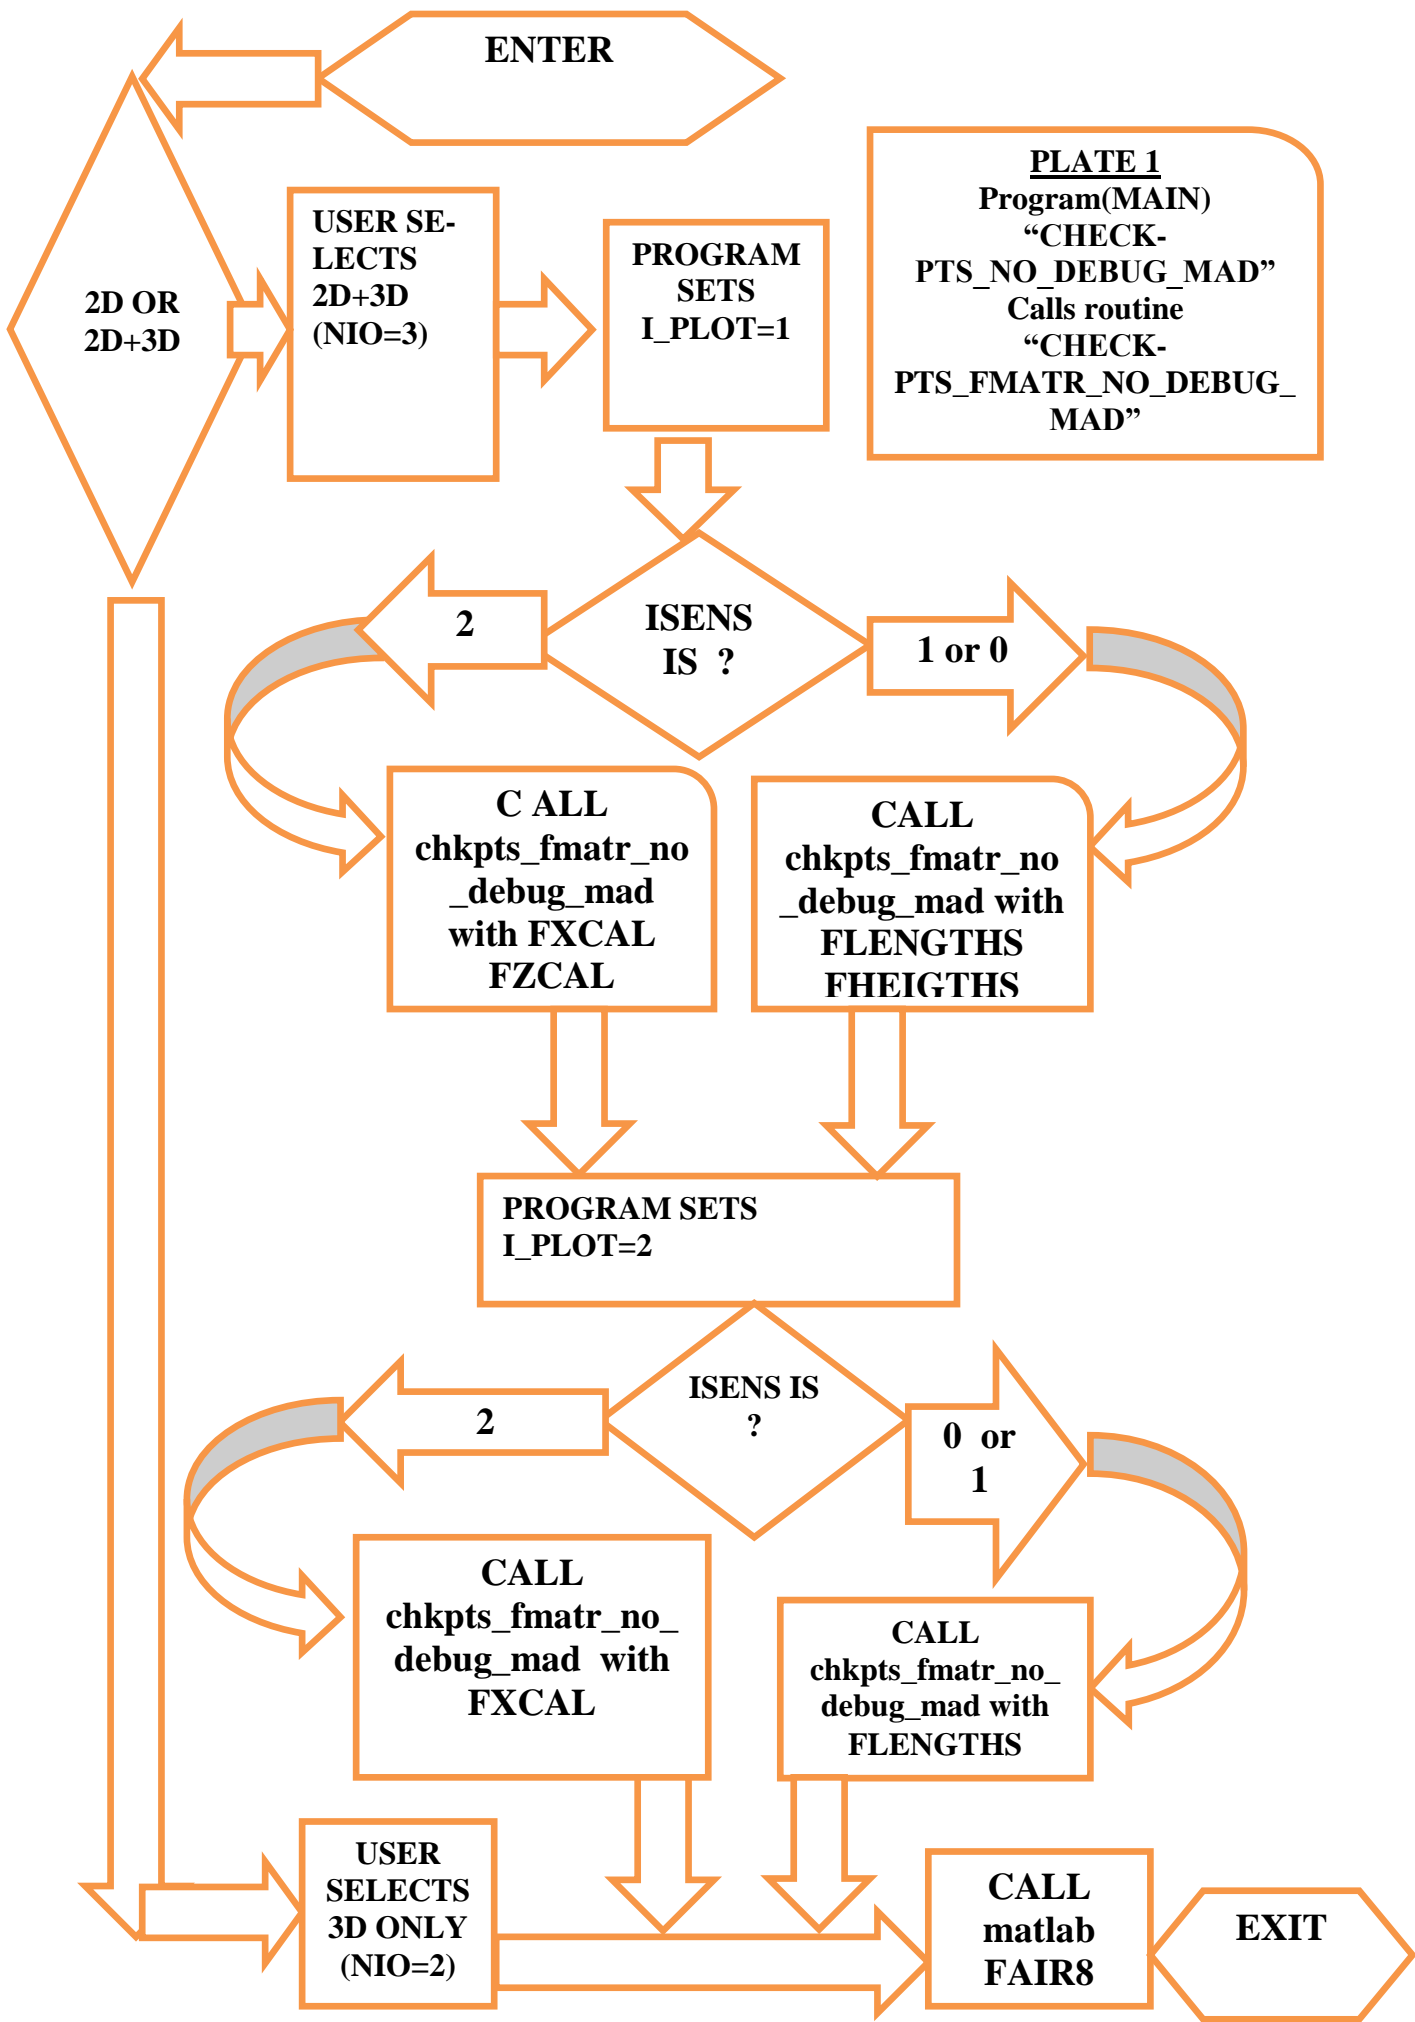 ENTER
PLATE 1
Program(MAIN)
“CHECK-
PTS_NO_DEBUG_MAD”
Calls routine
“CHECK-
PTS_FMATR_NO_DEBUG_
MAD”
2D OR
2D+3D
USER SE-
LECTS
2D+3D
(NIO=3)
PROGRAM
SETS
I_PLOT=1
ISENS
IS ?
2
1 or 0
C ALL
chkpts_fmatr_no
_debug_mad
with FXCAL
FZCAL
CALL
chkpts_fmatr_no
_debug_mad with
FLENGTHS
FHEIGTHS
PROGRAM SETS
I_PLOT=2
ISENS IS
?
2
0 or
1
CALL
chkpts_fmatr_no_
debug_mad with
FXCAL
CALL
chkpts_fmatr_no_
debug_mad with
FLENGTHS
USER
SELECTS
3D ONLY
(NIO=2)
CALL
matlab
FAIR8
EXIT